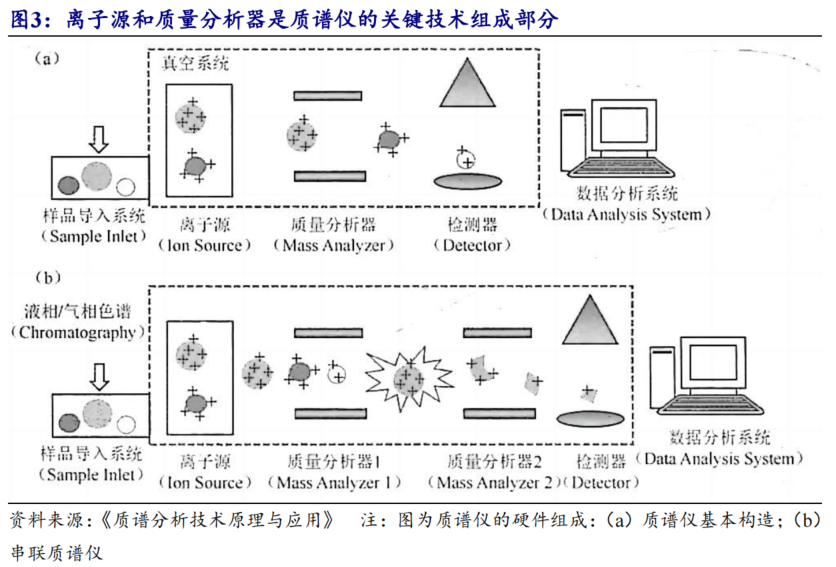 图3：离子源和质量分析器是质谱仪的关键技术组成部分
(a)
真空系统
样品导入系统
(Sample Inlet)
离子源
(Ion Source)
质量分析器
(Mass Analyzer)
检测器
(Detector)
数据分析系统
(Data Analysis System)
(b)
液相/气相色谱
(Chromatography)
样品导入系统
(Sample Inlet)
离子源
(Ion Source)
质量分析器1
(Mass Analyzer 1)
质量分析器2
(Mass Analyzer 2)
检测器
(Detector)
数据分析系统
(Data Analysis System)
资料来源：《质谱分析技术原理与应用》 注：图为质谱仪的硬件组成：（a）质谱仪基本构造；（b）
串联质谱仪